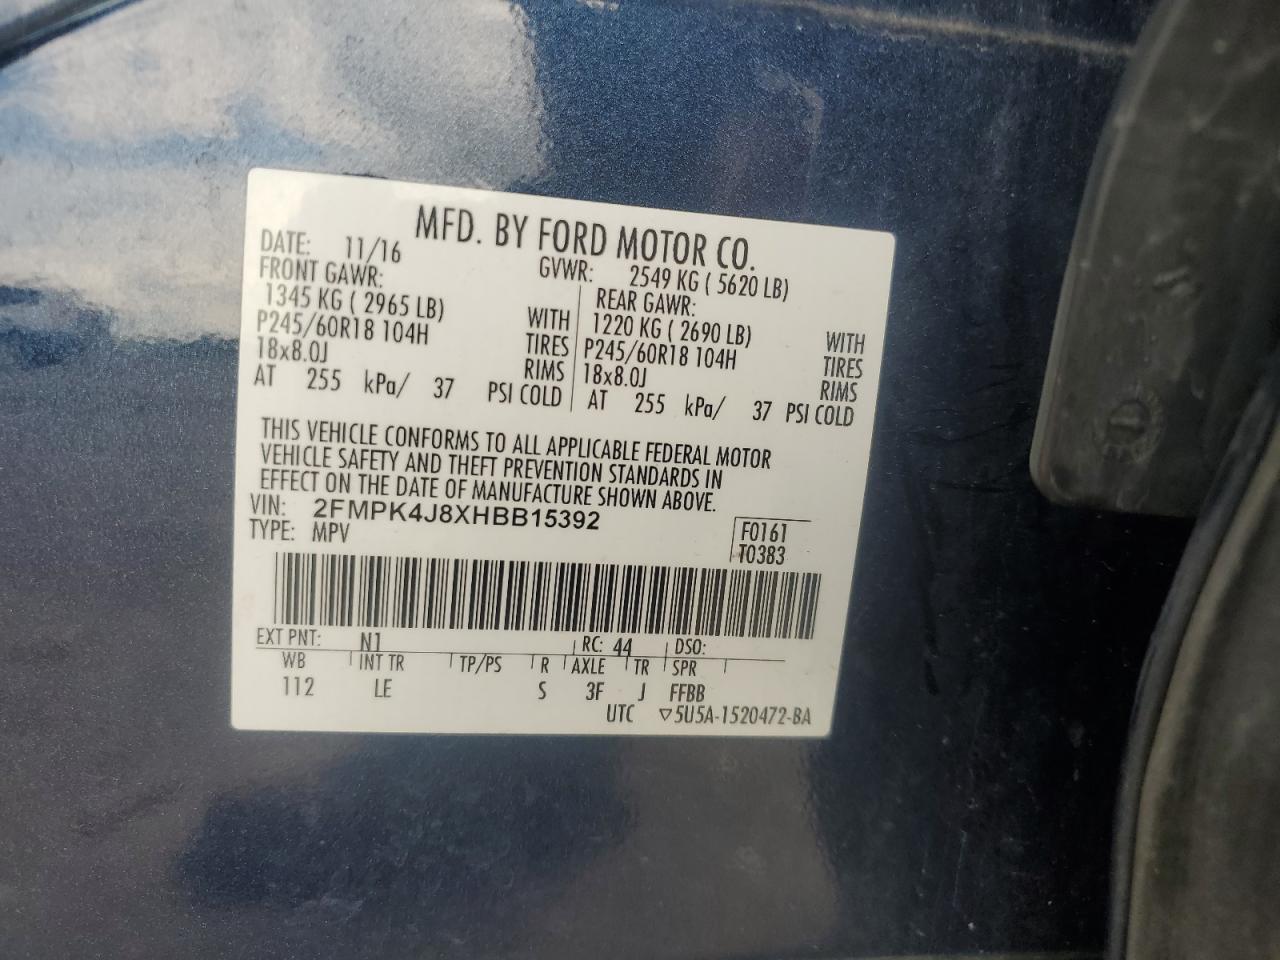 MFD. BY FORD MOTOR CO.
DATE: 11/16 GVWR: 2549 KG ( 5620 LB)
FRONT GAWR: REAR GAWR:
1345 KG ( 2965 LB) WITH 1220 KG ( 2690 LB) WITH
P245/60R18 104H TIRES P245/60R18 104H TIRES
18x8.0J RIMS 18x8.0J RIMS
AT 255 kPa/ 37 PSI COLD AT 255 kPa/ 37 PSI COLD
THIS VEHICLE CONFORMS TO ALL APPLICABLE FEDERAL MOTOR
VEHICLE SAFETY AND THEFT PREVENTION STANDARDS IN
EFFECT ON THE DATE OF MANUFACTURE SHOWN ABOVE.
VIN: 2FMPK4J8XHBB15392
TYPE: MPV F0161
T0383
EXT PNT: N1 RC: 44 DSO:
WB INT TR TP/PS R AXLE TR SPR
112 LE S 3F J FFBB
UTC ▽5U5A-1520472-BA